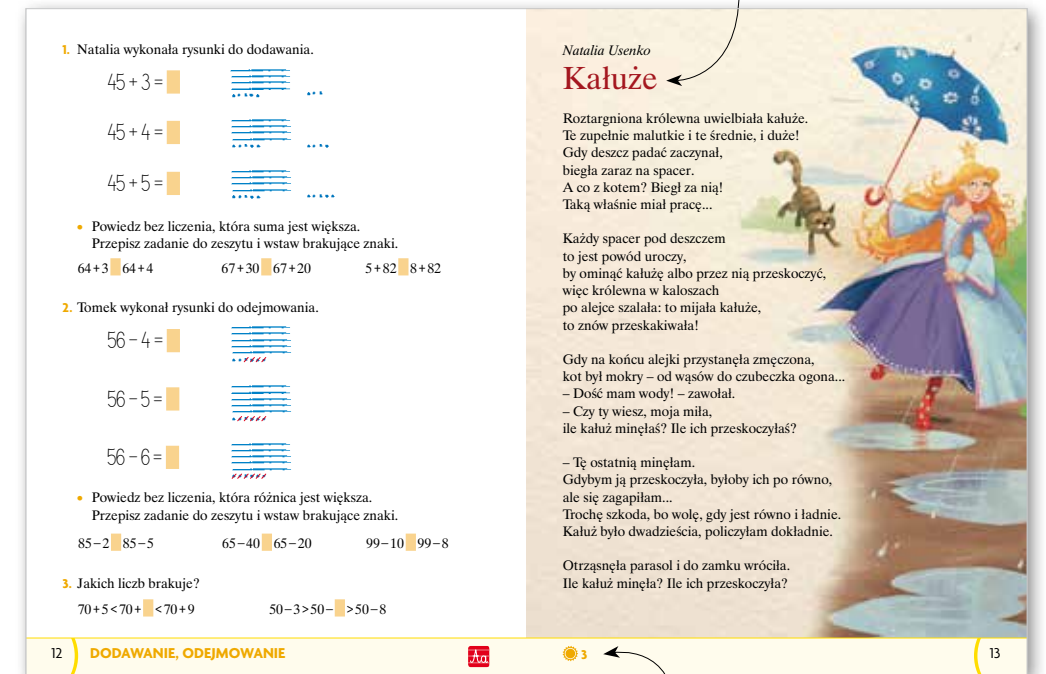 1. Natalia wykonała rysunki do dodawania.
45 + 3 =
45 + 4 =
45 + 5 =
• Powiedz bez liczenia, która suma jest większa.
Przepisz zadanie do zeszytu i wstaw brakujące znaki.
64+3 64+4 67+30 67+20 5+82 8+82
2. Tomek wykonał rysunki do odejmowania.
56 – 4 =
56 – 5 =
56 – 6 =
• Powiedz bez liczenia, która różnica jest większa.
Przepisz zadanie do zeszytu i wstaw brakujące znaki.
85–2 85–5 65–40 65–20 99–10 99–8
3. Jakich liczb brakuje?
70+5<70+ <70+9 50–3>50– >50–8
12 DODAWANIE, ODEJMOWANIE
Aa
Natalia Usenko
Kałuże
Roztargniona królewna uwielbiała kałuże.
Te zupełnie malutkie i te średnie, i duże!
Gdy deszcz padać zaczynał,
biegła zaraz na spacer.
A co z kotem? Biegł za nią!
Taką właśnie miał pracę...
Każdy spacer pod deszczem
to jest powód uroczy,
by ominąć kałużę albo przez nią przeskoczyć,
więc królewna w kaloszach
po alejce szalała: to mijała kałuże,
to znów przeskakiwała!
Gdy na końcu alejki przystanęła zmęczona,
kot był mokry – od wąsów do czubeczka ogona...
– Dość mam wody! – zawołał.
– Czy ty wiesz, moja miła,
ile kałuż minęłaś? Ile ich przeskoczyłaś?
– Tę ostatnią minęłam.
Gdybym ją przeskoczyła, byłoby ich po równo,
ale się zagapiłam...
Trochę szkoda, bo wolę, gdy jest równo i ładnie.
Kałuż było dwadzieścia, policzyłam dokładnie.
Otrząsnęła parasol i do zamku wróciła.
Ile kałuż minęła? Ile ich przeskoczyła?
3
13